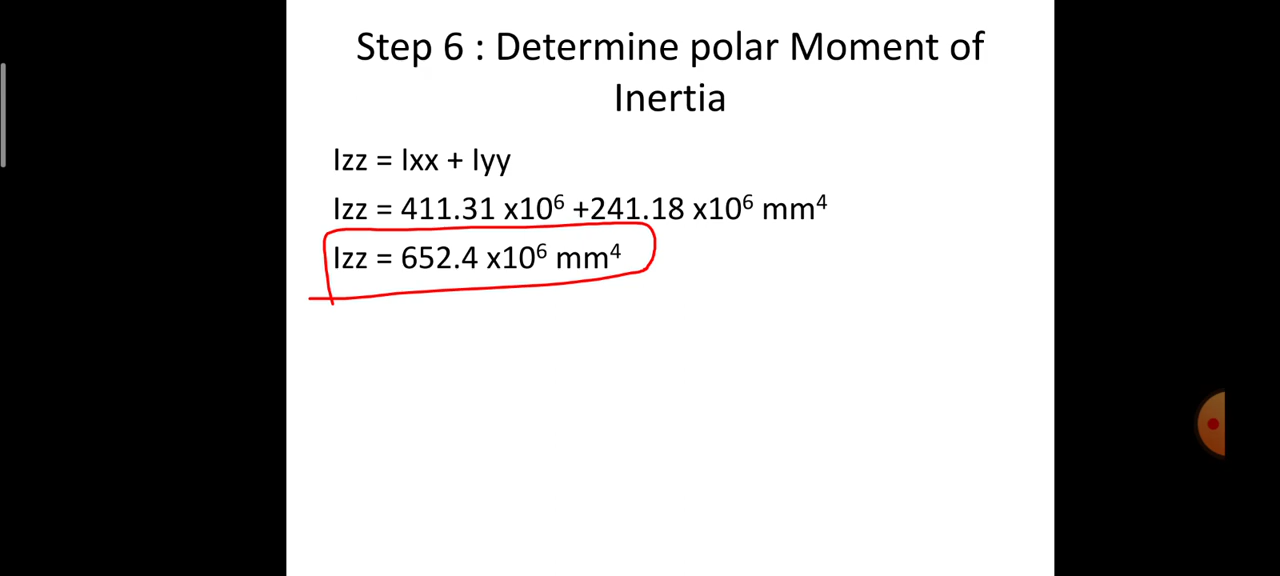 Step 6 : Determine polar Moment of
Inertia
Izz = Ixx + Iyy
Izz = 411.31 x10⁶ +241.18 x10⁶ mm⁴
Izz = 652.4 x10⁶ mm⁴